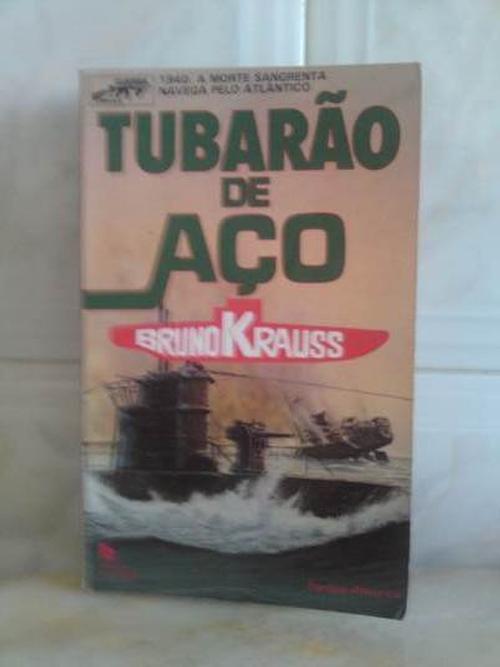 1940. A MORTE SANGRENTA
NAVEGA PELO ATLÂNTICO
TUBARÃO
DE
AÇO
BRUNO KRAUSS